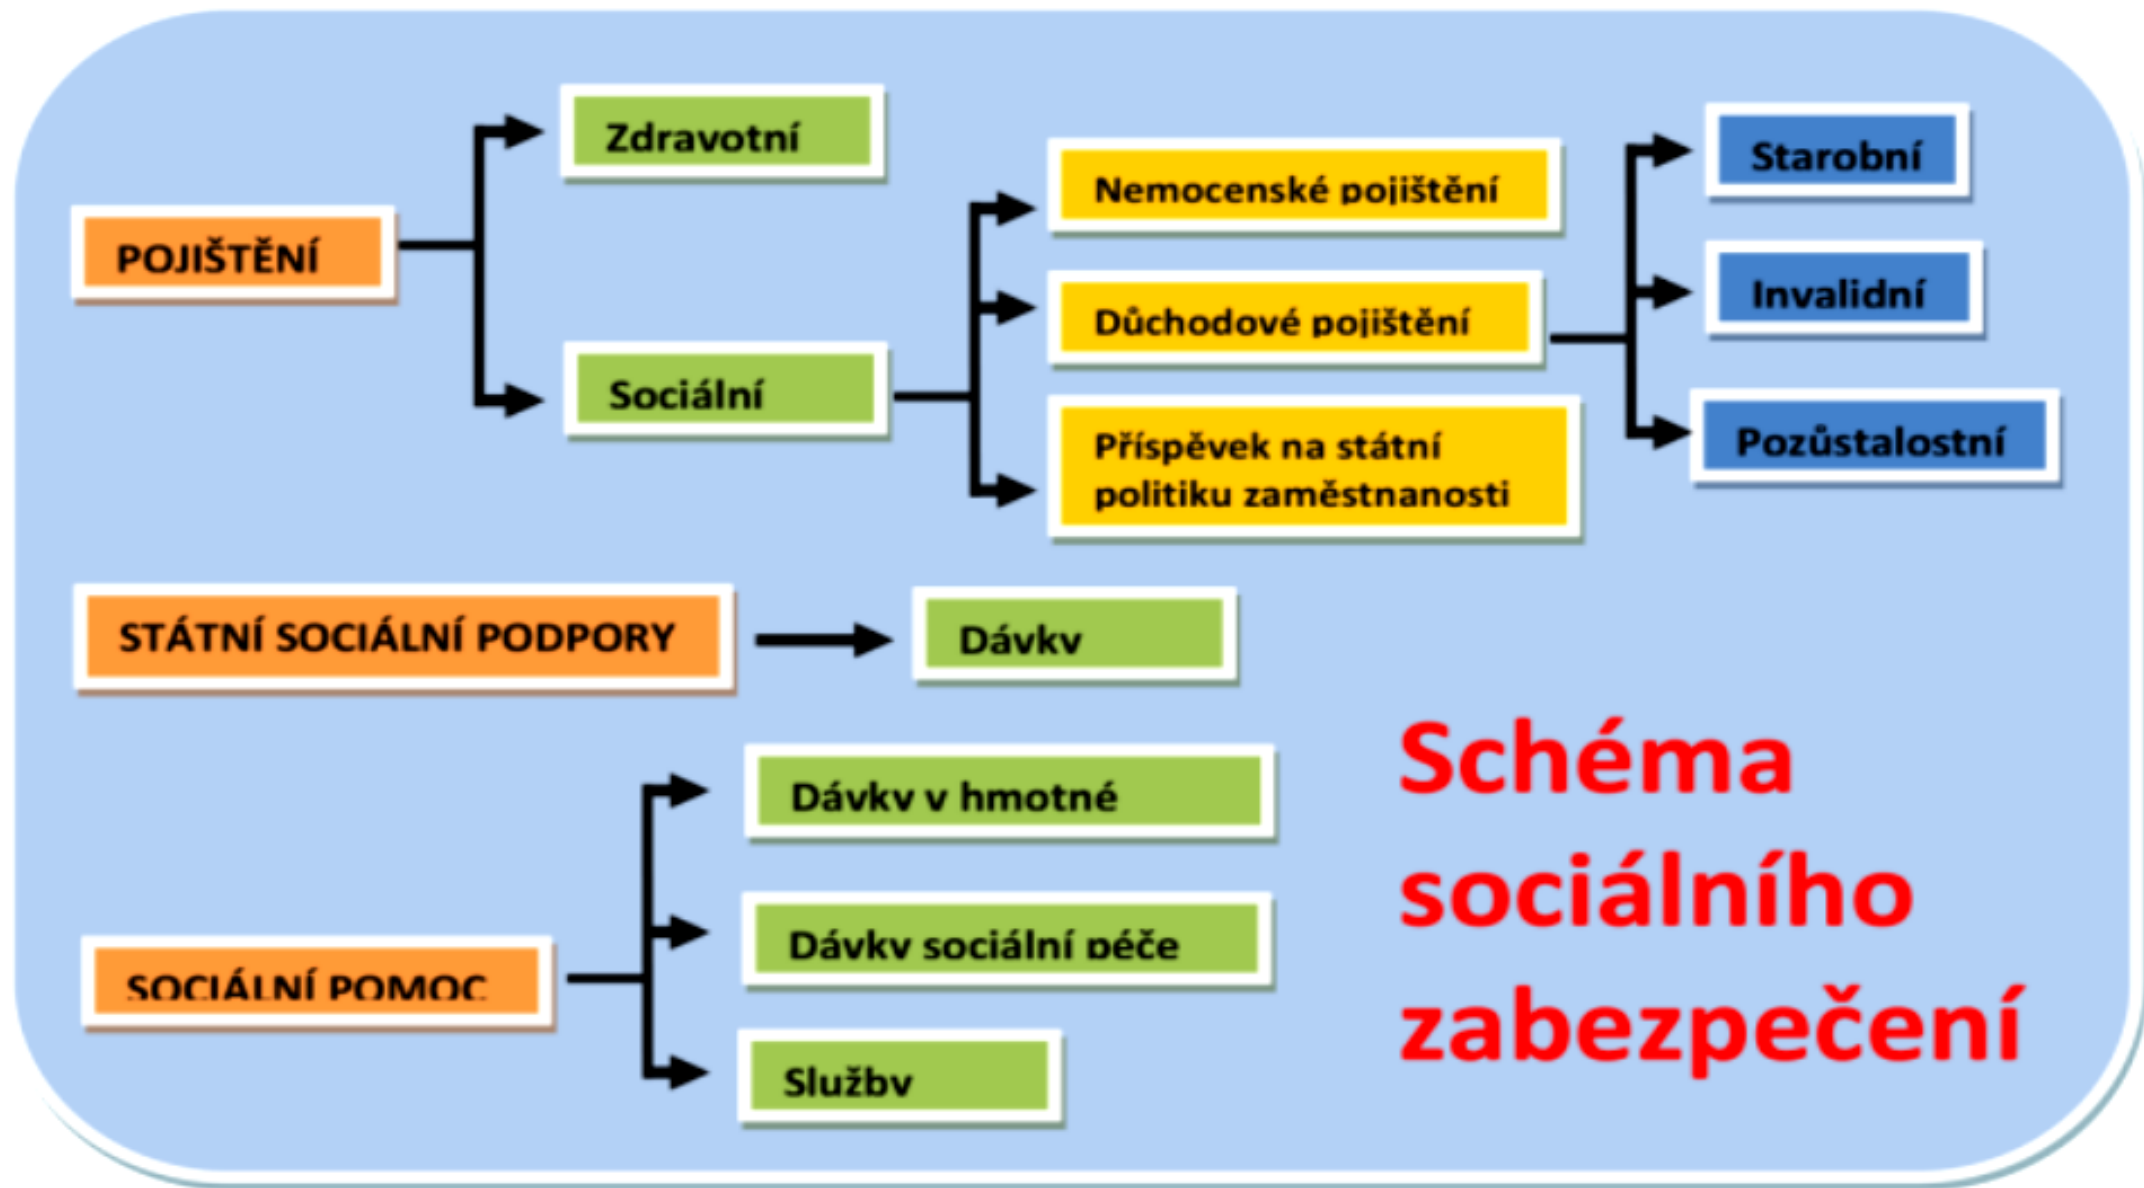 Zdravotní
Starobní
Nemocenské pojištění
POJIŠTĚNÍ
Invalidní
Důchodové pojištění
Sociální
Příspěvek na státní
politiku zaměstnanosti
Pozůstalostní
STÁTNÍ SOCIÁLNÍ PODPORY
Dávky
Schéma
sociálního
zabezpečení
Dávky v hmotné
Dávky sociální péče
SOCIÁLNÍ POMOC
Služby